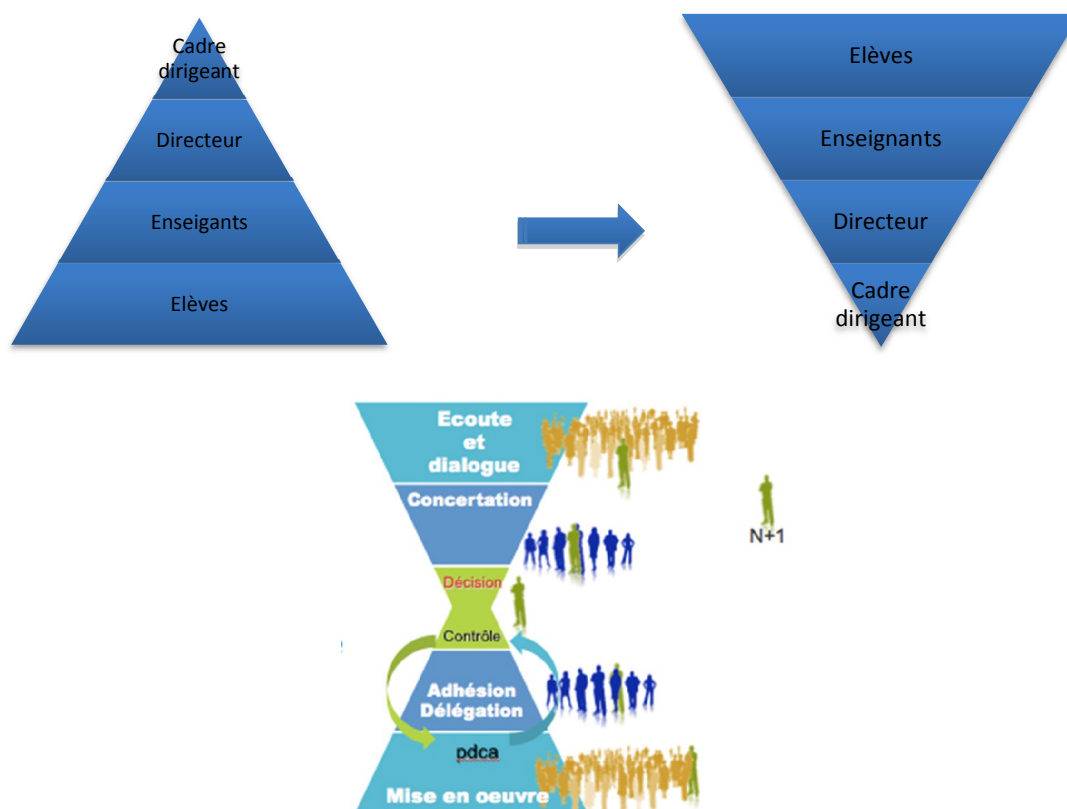 Cadre
dirigeant
Directeur
Enseigants
Elèves
Elèves
Enseignants
Directeur
Cadre
dirigeant
Ecoute
et
dialogue
Concertation
N+1
Décision
Contrôle
Adhésion
Délégation
pdca
Mise en oeuvre